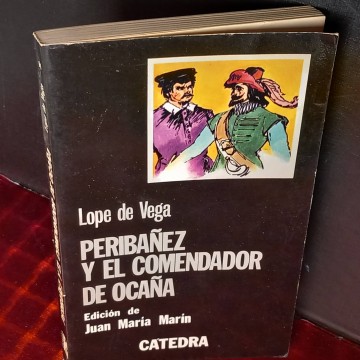 Lope de Vega
PERIBAÑEZ
Y EL COMENDADOR
DE OCAÑA
Edición de
Juan María Marín
CATEDRA